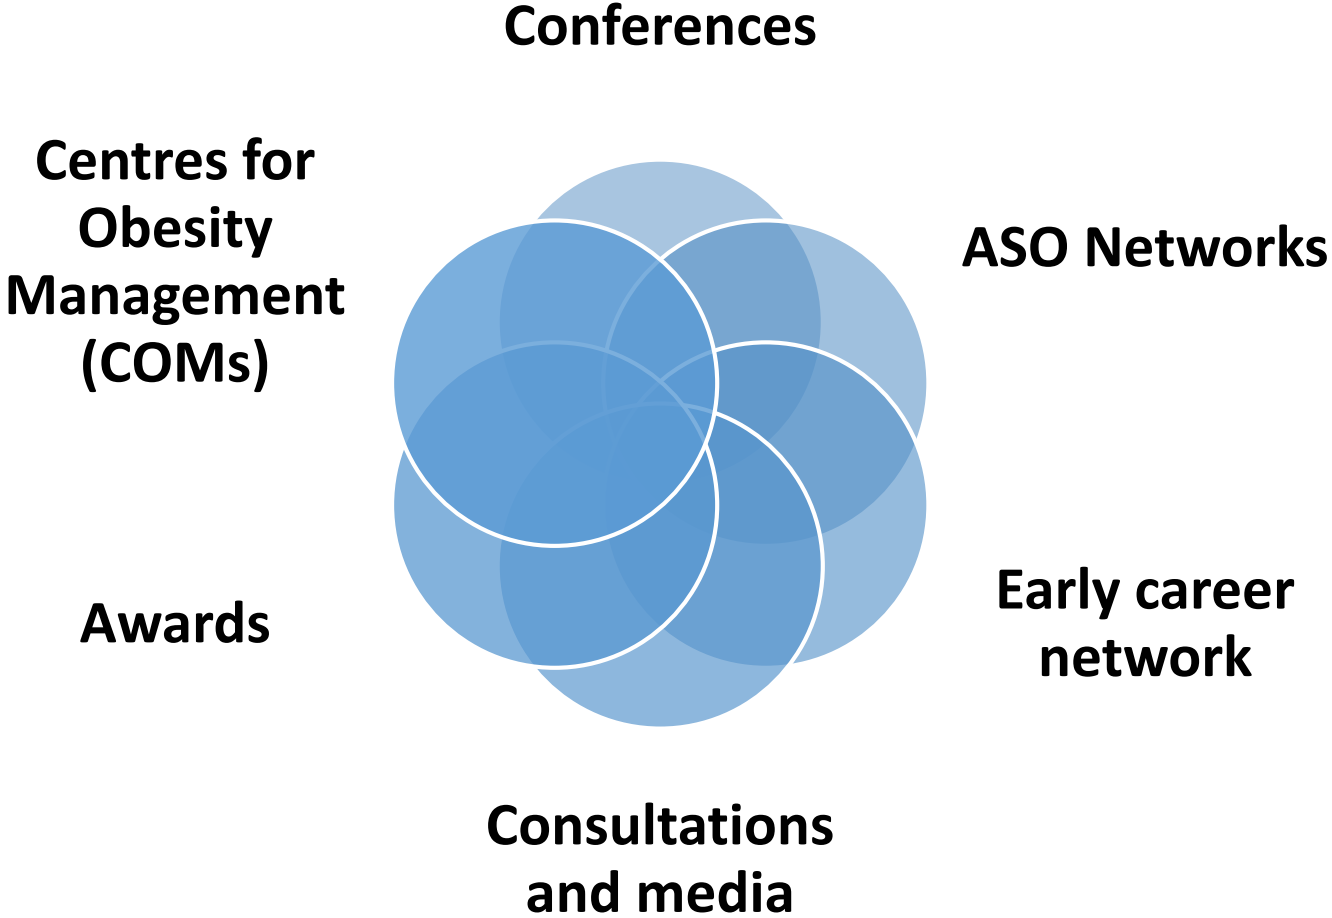 Conferences
Centres for
Obesity
Management
(COMs)
ASO Networks
Early career
network
Awards
Consultations
and media